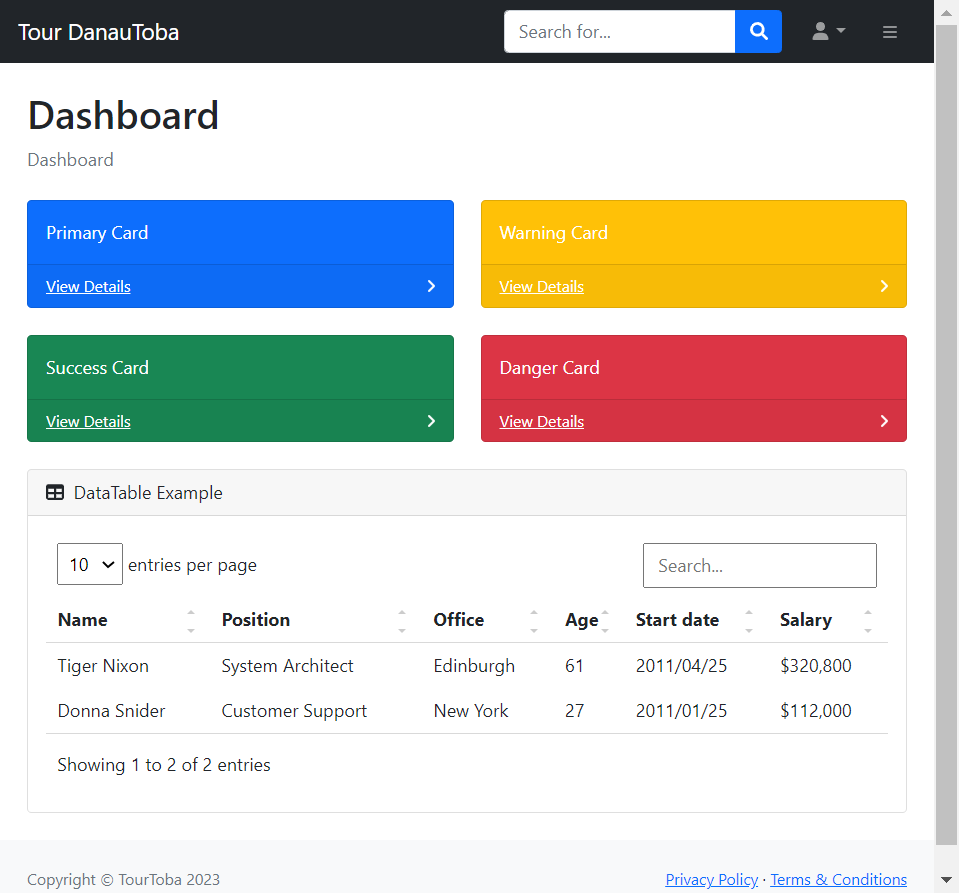 Tour DanauToba Search for...
Dashboard
Dashboard
Primary Card
View Details
Warning Card
View Details
Success Card
View Details
Danger Card
View Details
DataTable Example
10 entries per page Search...
Name Position Office Age Start date Salary
Tiger Nixon System Architect Edinburgh 61 2011/04/25 $320,800
Donna Snider Customer Support New York 27 2011/01/25 $112,000
Showing 1 to 2 of 2 entries
Copyright © TourToba 2023 Privacy Policy · Terms & Conditions